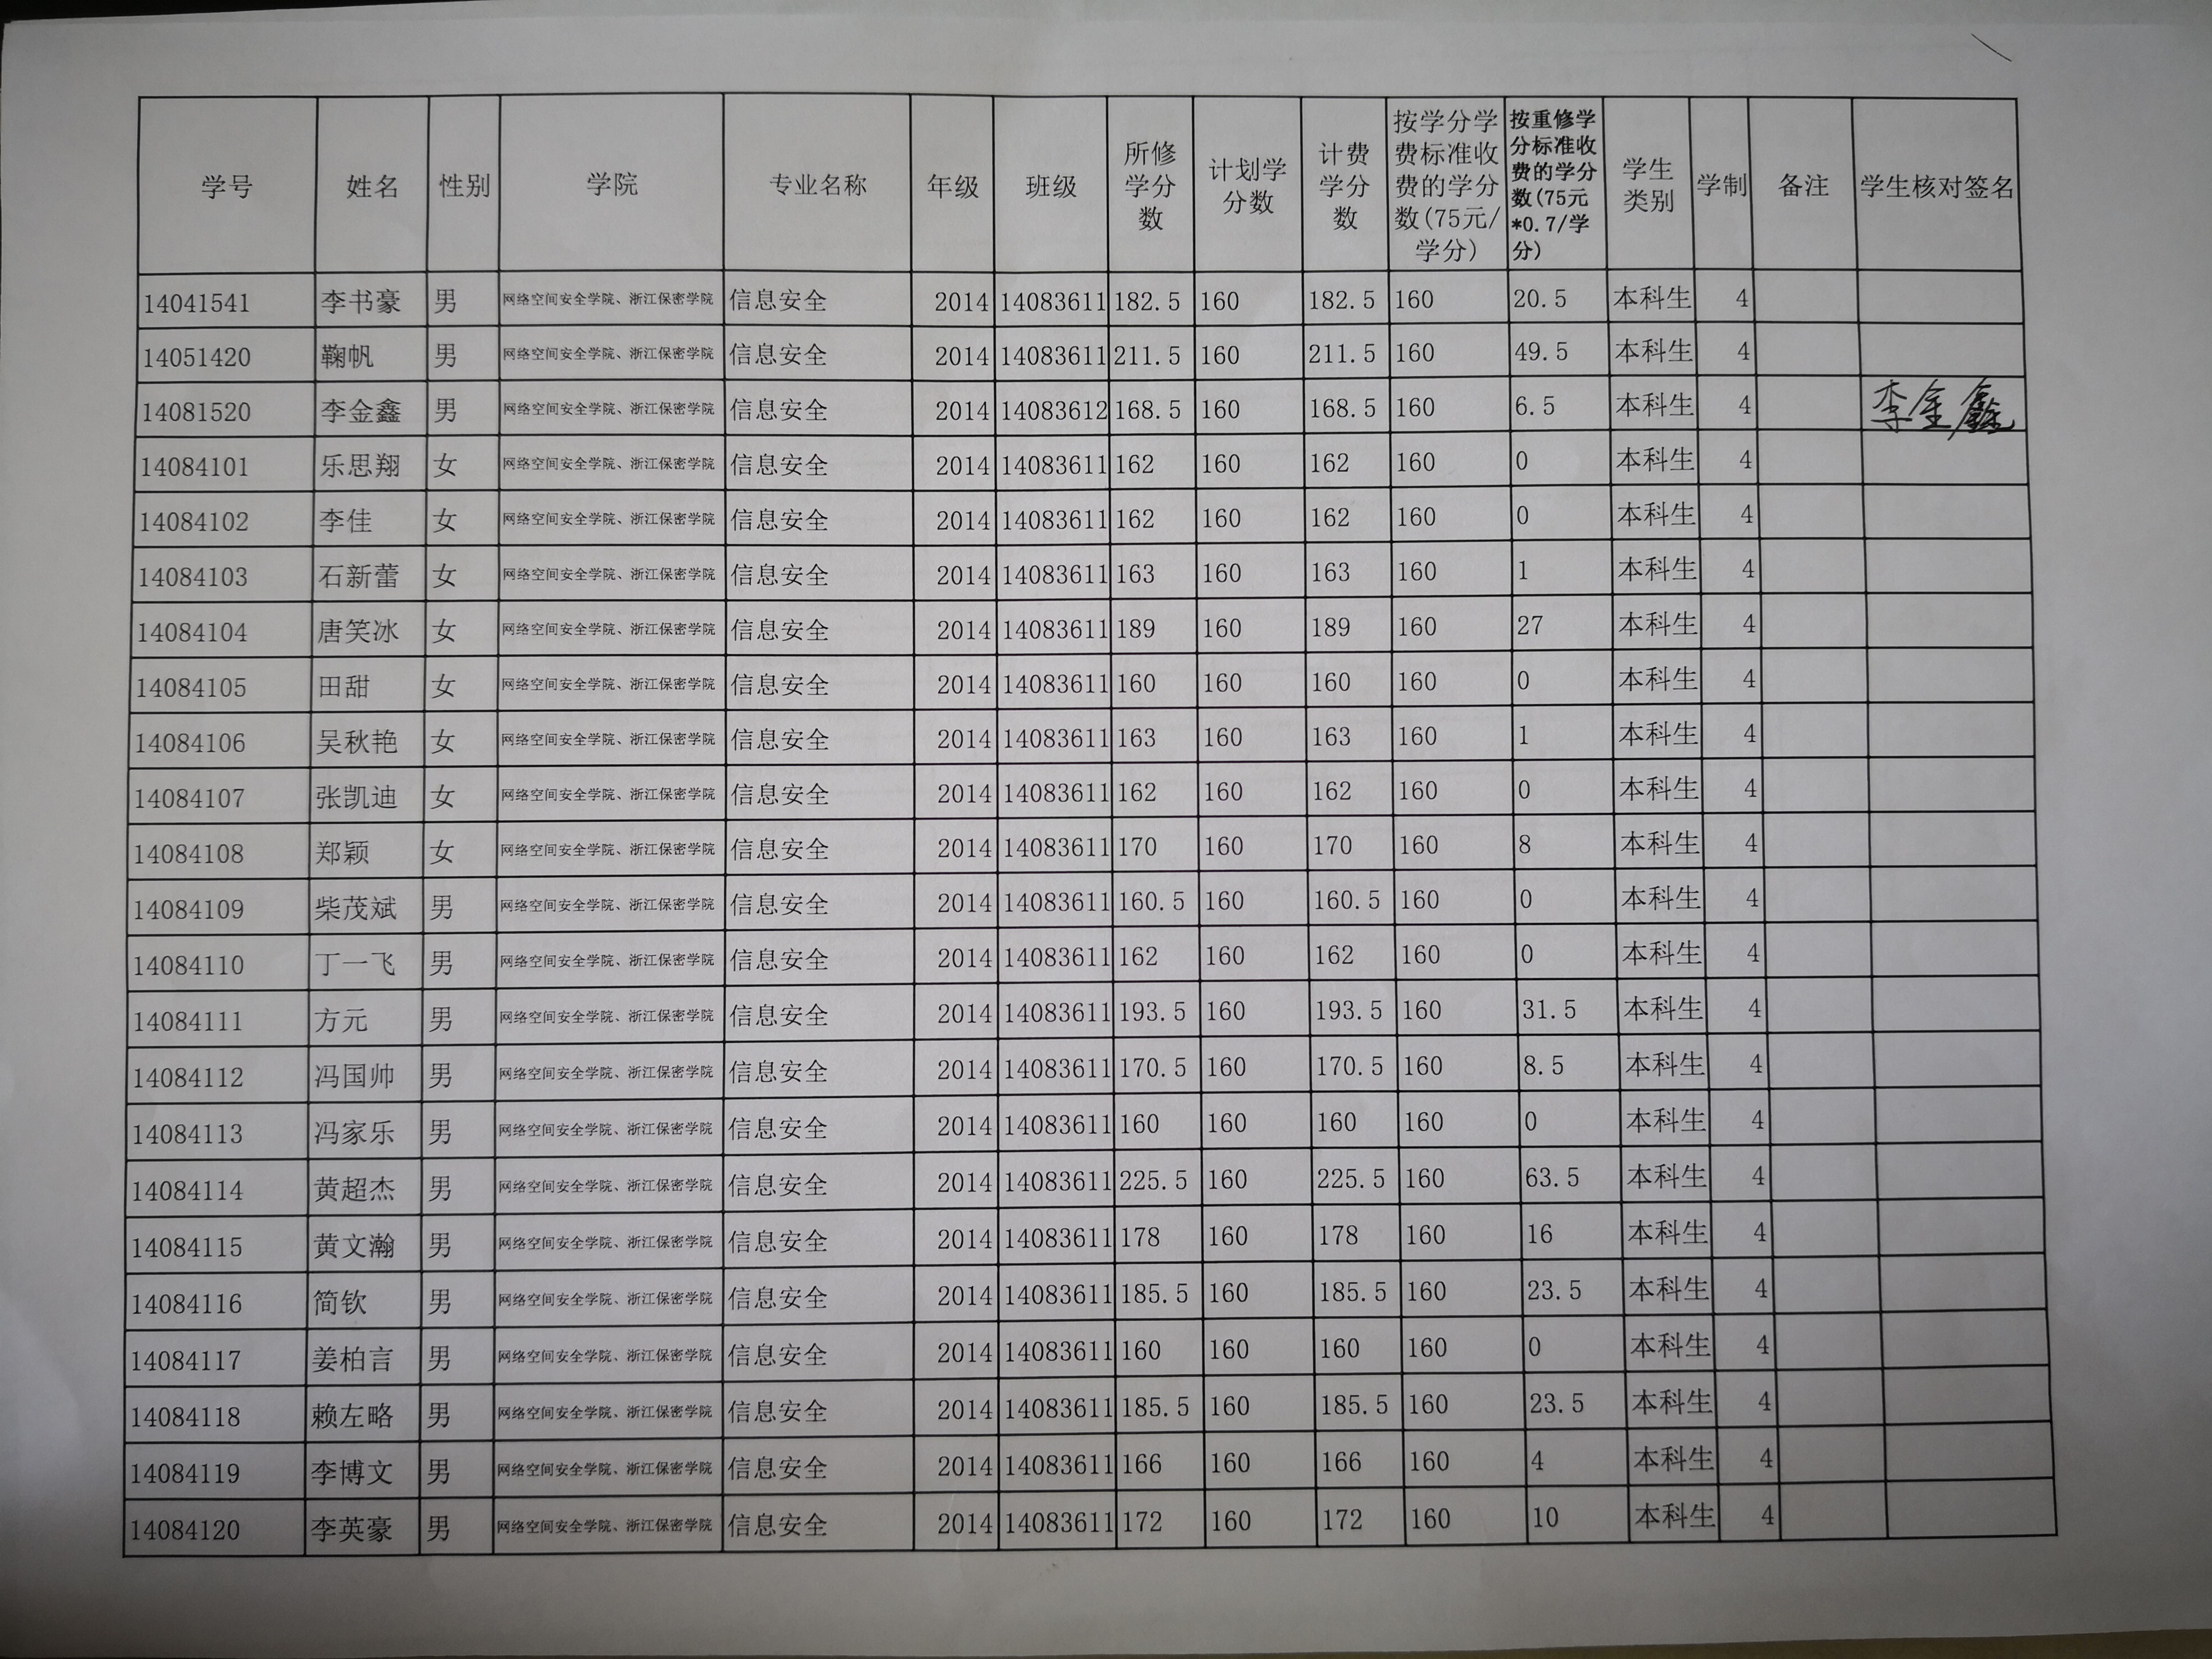 学号 姓名 性别 学院 专业名称 年级 班级 所修学分数 计划学分数 计费学分数 按学分学费标准收费的学分数(75元/学分) 按重修学分标准收费的学分数(75元*0.7/学分) 学生类别 学制 备注 学生核对签名
14041541 李书豪 男 网络空间安全学院、浙江保密学院 信息安全 2014 14083611 182.5 160 182.5 160 20.5 本科生 4
14051420 鞠帆 男 网络空间安全学院、浙江保密学院 信息安全 2014 14083611 211.5 160 211.5 160 49.5 本科生 4
14081520 李金鑫 男 网络空间安全学院、浙江保密学院 信息安全 2014 14083612 168.5 160 168.5 160 6.5 本科生 4 李金鑫
14084101 乐思翔 女 网络空间安全学院、浙江保密学院 信息安全 2014 14083611 162 160 162 160 0 本科生 4
14084102 李佳 女 网络空间安全学院、浙江保密学院 信息安全 2014 14083611 162 160 162 160 0 本科生 4
14084103 石新蕾 女 网络空间安全学院、浙江保密学院 信息安全 2014 14083611 163 160 163 160 1 本科生 4
14084104 唐笑冰 女 网络空间安全学院、浙江保密学院 信息安全 2014 14083611 189 160 189 160 27 本科生 4
14084105 田甜 女 网络空间安全学院、浙江保密学院 信息安全 2014 14083611 160 160 160 160 0 本科生 4
14084106 吴秋艳 女 网络空间安全学院、浙江保密学院 信息安全 2014 14083611 163 160 163 160 1 本科生 4
14084107 张凯迪 女 网络空间安全学院、浙江保密学院 信息安全 2014 14083611 162 160 162 160 0 本科生 4
14084108 郑颖 女 网络空间安全学院、浙江保密学院 信息安全 2014 14083611 170 160 170 160 8 本科生 4
14084109 柴茂斌 男 网络空间安全学院、浙江保密学院 信息安全 2014 14083611 160.5 160 160.5 160 0 本科生 4
14084110 丁一飞 男 网络空间安全学院、浙江保密学院 信息安全 2014 14083611 162 160 162 160 0 本科生 4
14084111 方元 男 网络空间安全学院、浙江保密学院 信息安全 2014 14083611 193.5 160 193.5 160 31.5 本科生 4
14084112 冯国帅 男 网络空间安全学院、浙江保密学院 信息安全 2014 14083611 170.5 160 170.5 160 8.5 本科生 4
14084113 冯家乐 男 网络空间安全学院、浙江保密学院 信息安全 2014 14083611 160 160 160 160 0 本科生 4
14084114 黄超杰 男 网络空间安全学院、浙江保密学院 信息安全 2014 14083611 225.5 160 225.5 160 63.5 本科生 4
14084115 黄文瀚 男 网络空间安全学院、浙江保密学院 信息安全 2014 14083611 178 160 178 160 16 本科生 4
14084116 简钦 男 网络空间安全学院、浙江保密学院 信息安全 2014 14083611 185.5 160 185.5 160 23.5 本科生 4
14084117 姜柏言 男 网络空间安全学院、浙江保密学院 信息安全 2014 14083611 160 160 160 160 0 本科生 4
14084118 赖左略 男 网络空间安全学院、浙江保密学院 信息安全 2014 14083611 185.5 160 185.5 160 23.5 本科生 4
14084119 李博文 男 网络空间安全学院、浙江保密学院 信息安全 2014 14083611 166 160 166 160 4 本科生 4
14084120 李英豪 男 网络空间安全学院、浙江保密学院 信息安全 2014 14083611 172 160 172 160 10 本科生 4